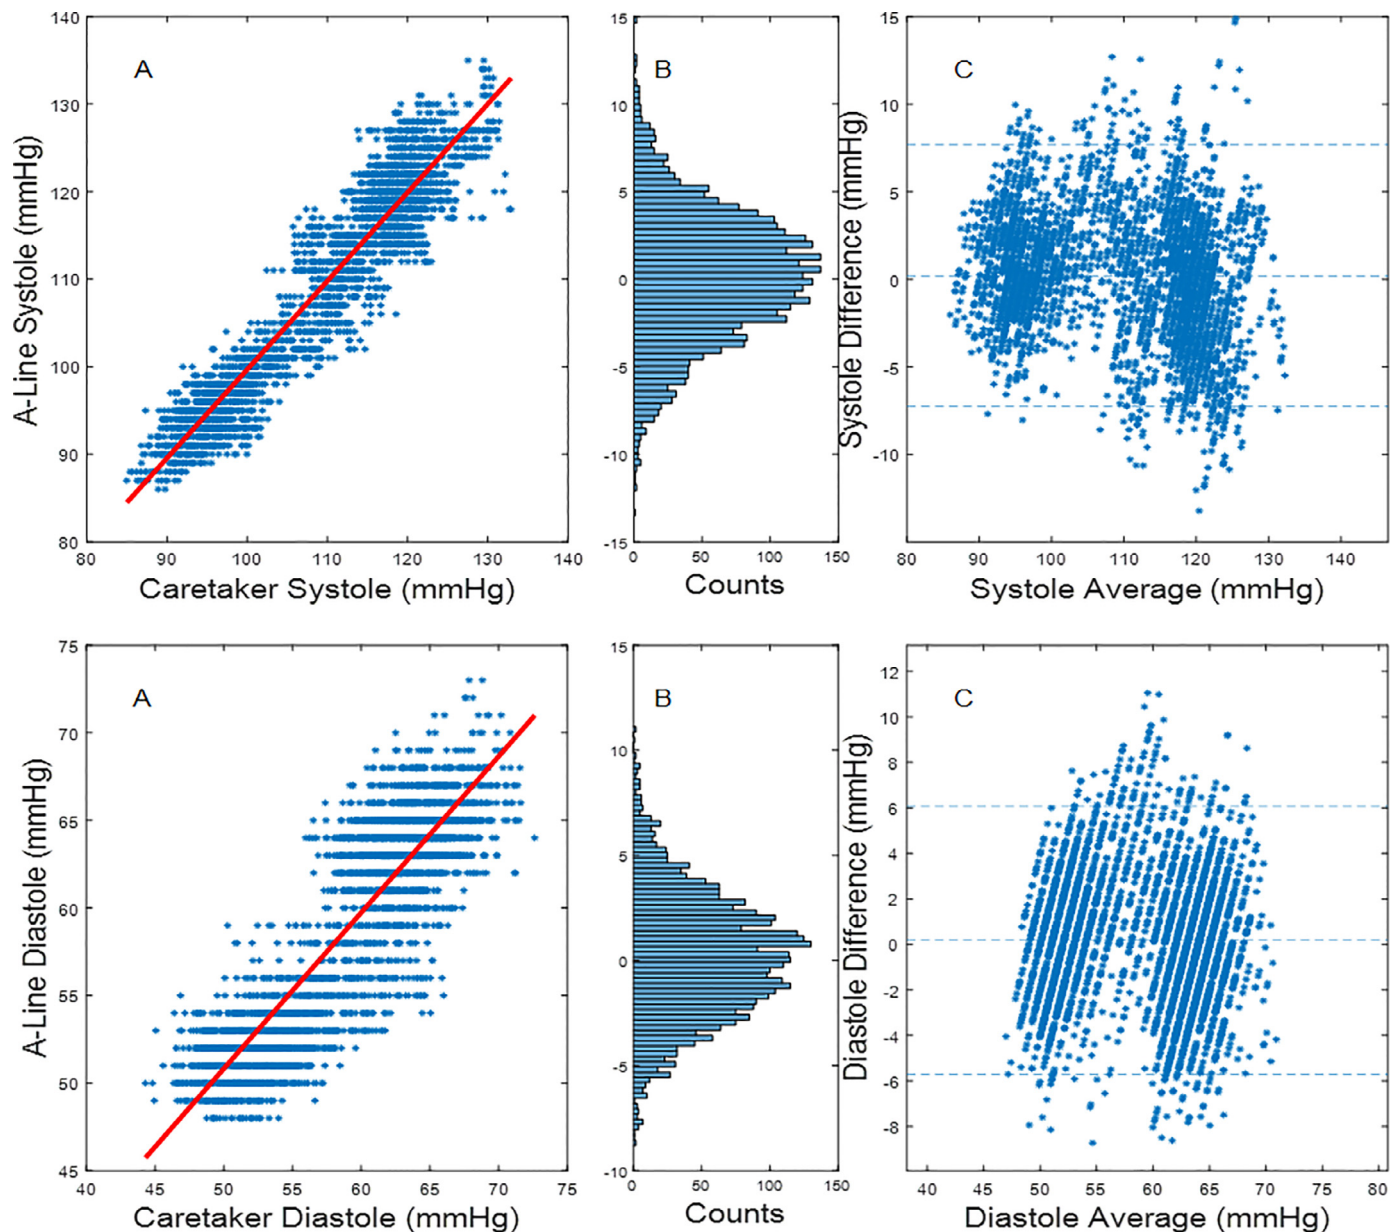 A
140
130
120
110
100
90
80
A-Line Systole (mmHg)
80 90 100 110 120 130 140
Caretaker Systole (mmHg)
B
15
10
5
0
-5
-10
-15
0 50 100 150
Counts
C
15
10
5
0
-5
-10
Systole Difference (mmHg)
80 90 100 110 120 130 140
Systole Average (mmHg)
A
75
70
65
60
55
50
45
A-Line Diastole (mmHg)
40 45 50 55 60 65 70 75
Caretaker Diastole (mmHg)
B
15
10
5
0
-5
-10
0 50 100 150
Counts
C
12
10
8
6
4
2
0
-2
-4
-6
-8
Diastole Difference (mmHg)
40 45 50 55 60 65 70 75 80
Diastole Average (mmHg)